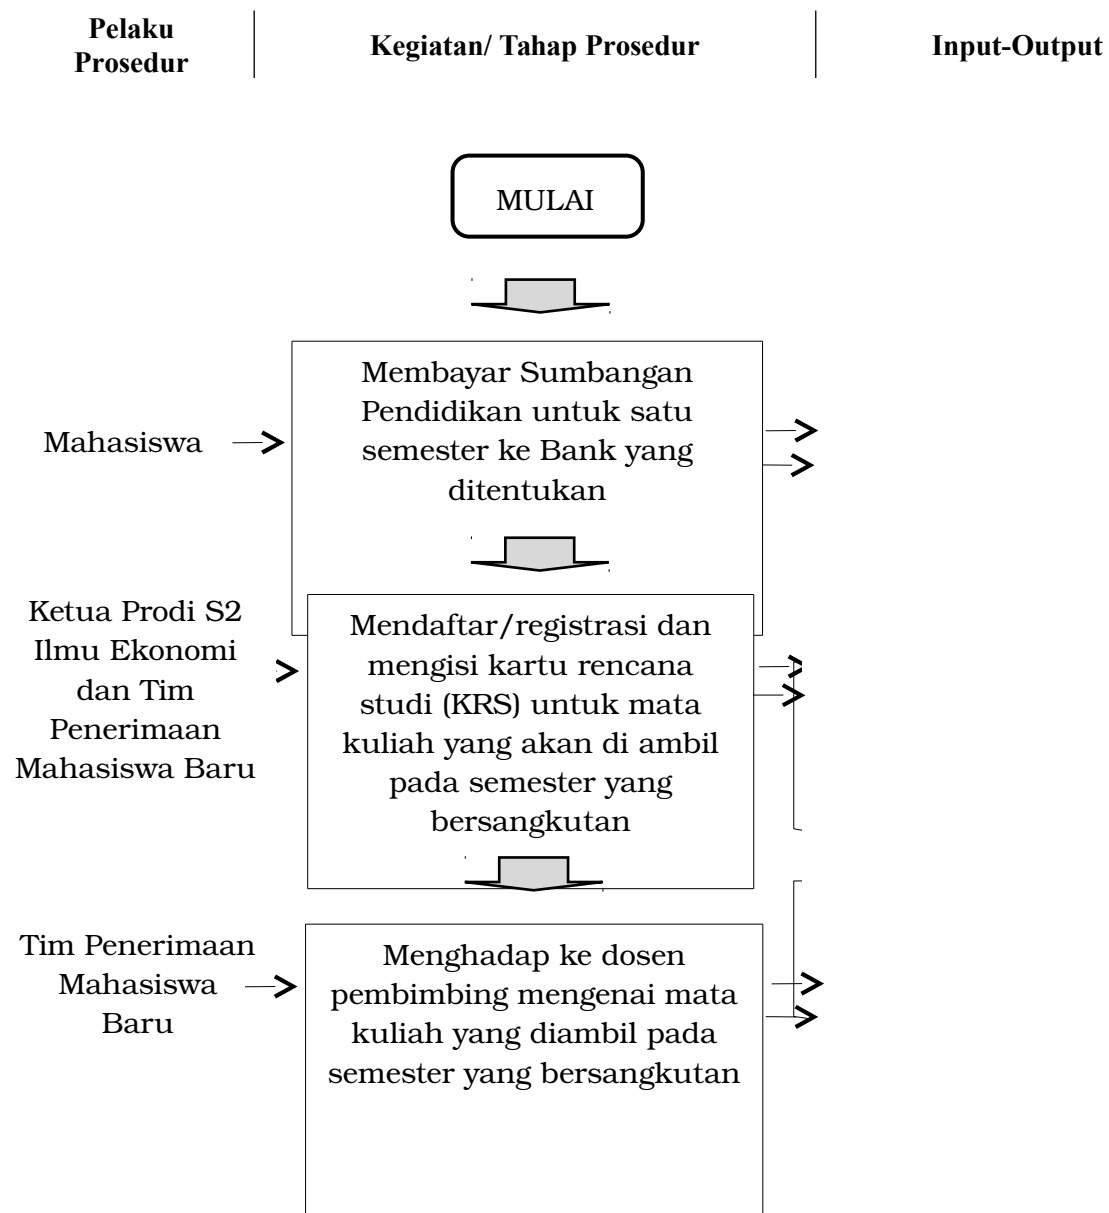 Pelaku
Prosedur
Kegiatan/ Tahap Prosedur
Input-Output
MULAI
Mahasiswa
Membayar Sumbangan
Pendidikan untuk satu
semester ke Bank yang
ditentukan
Ketua Prodi S2
Ilmu Ekonomi
dan Tim
Penerimaan
Mahasiswa Baru
Mendaftar/registrasi dan
mengisi kartu rencana
studi (KRS) untuk mata
kuliah yang akan di ambil
pada semester yang
bersangkutan
Tim Penerimaan
Mahasiswa
Baru
Menghadap ke dosen
pembimbing mengenai mata
kuliah yang diambil pada
semester yang bersangkutan